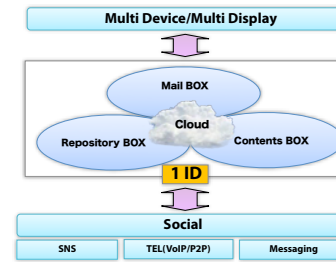 Multi Device/Multi Display
Mail BOX
Cloud
Repository BOX
Contents BOX
1 ID
Social
SNS
TEL(VoIP/P2P)
Messaging